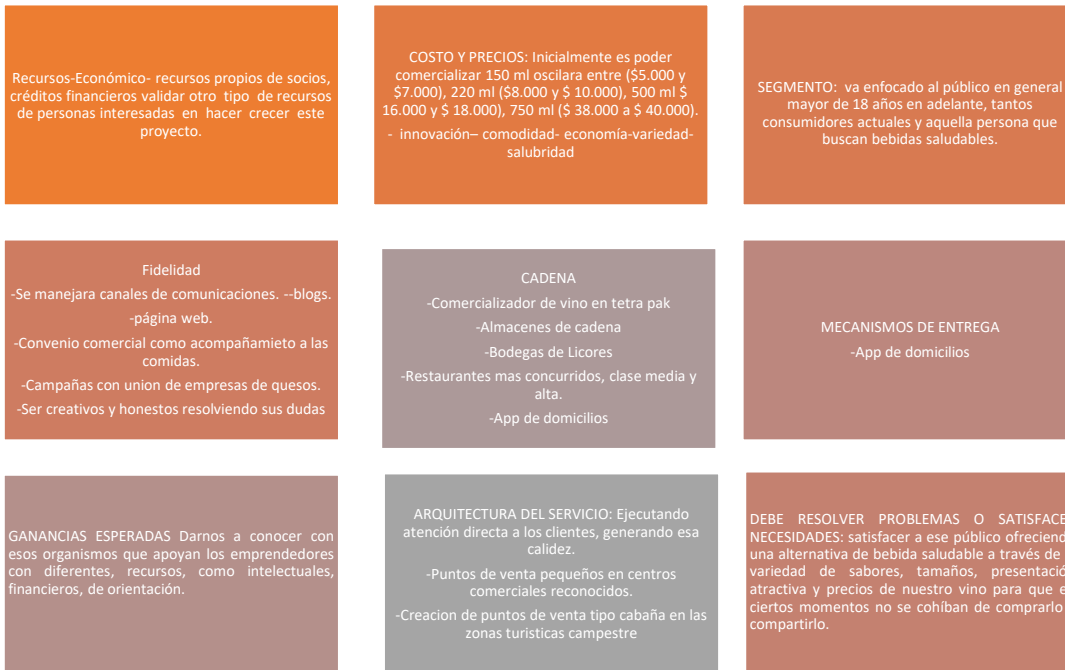 Recursos-Económico- recursos propios de socios,
créditos financieros validar otro tipo de recursos
de personas interesadas en hacer crecer este
proyecto.
COSTO Y PRECIOS: Inicialmente es poder
comercializar 150 ml oscilara entre ($5.000 y
$7.000), 220 ml ($8.000 y $ 10.000), 500 ml $
16.000 y $ 18.000), 750 ml ($ 38.000 a $ 40.000).
- innovación– comodidad- economía-variedad-
salubridad
SEGMENTO: va enfocado al público en general
mayor de 18 años en adelante, tantos
consumidores actuales y aquella persona que
buscan bebidas saludables.
Fidelidad
-Se manejara canales de comunicaciones. --blogs.
-página web.
-Convenio comercial como acompañamieto a las
comidas.
-Campañas con union de empresas de quesos.
-Ser creativos y honestos resolviendo sus dudas
CADENA
-Comercializador de vino en tetra pak
-Almacenes de cadena
-Bodegas de Licores
-Restaurantes mas concurridos, clase media y
alta.
-App de domicilios
MECANISMOS DE ENTREGA
-App de domicilios
GANANCIAS ESPERADAS Darnos a conocer con
esos organismos que apoyan los emprendedores
con diferentes, recursos, como intelectuales,
financieros, de orientación.
ARQUITECTURA DEL SERVICIO: Ejecutando
atención directa a los clientes, generando esa
calidez.
-Puntos de venta pequeños en centros
comerciales reconocidos.
-Creacion de puntos de venta tipo cabaña en las
zonas turisticas campestre
DEBE RESOLVER PROBLEMAS O SATISFACE
NECESIDADES: satisfacer a ese público ofreciend
una alternativa de bebida saludable a través de
variedad de sabores, tamaños, presentació
atractiva y precios de nuestro vino para que e
ciertos momentos no se cohíban de comprarlo
compartirlo.